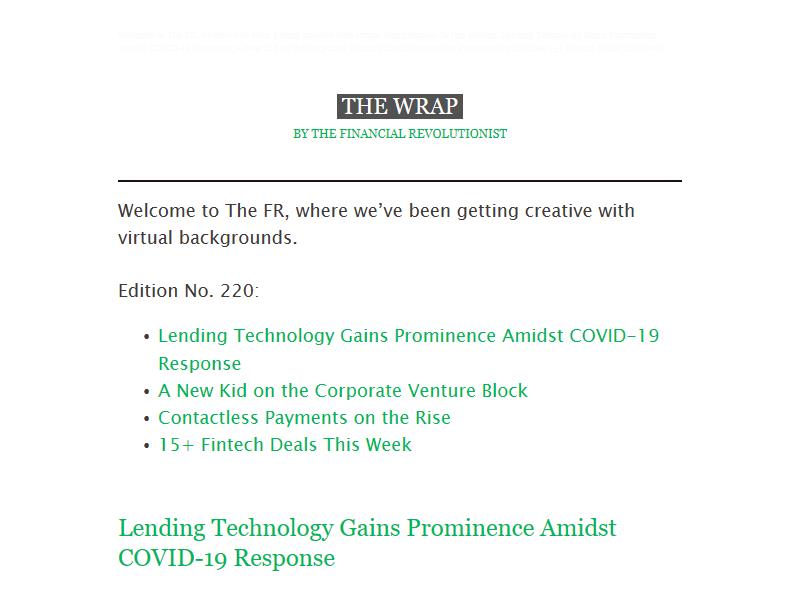 THE WRAP
BY THE FINANCIAL REVOLUTIONIST
Welcome to The FR, where we've been getting creative with
virtual backgrounds.
Edition No. 220:
• Lending Technology Gains Prominence Amidst COVID-19
Response
• A New Kid on the Corporate Venture Block
• Contactless Payments on the Rise
• 15+ Fintech Deals This Week
Lending Technology Gains Prominence Amidst
COVID-19 Response